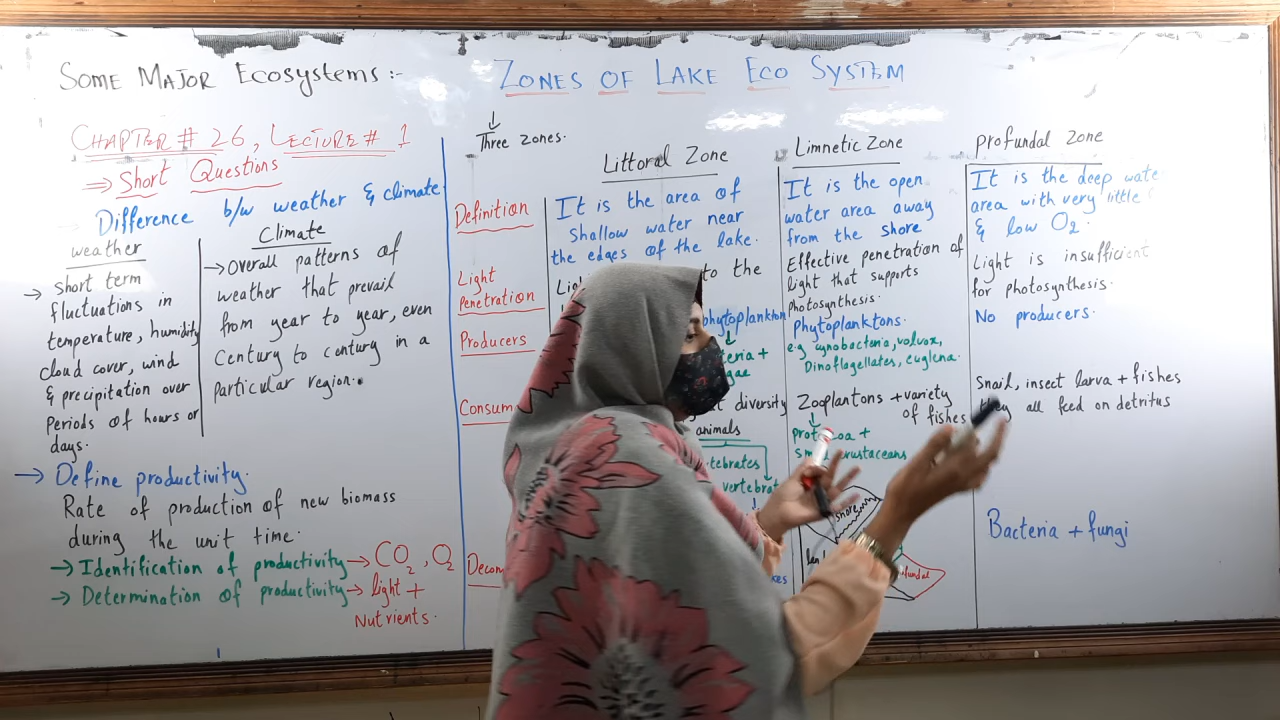 SOME MAJOR Ecosystems :-
ZONES OF LAKE ECO SYSTEM
CHAPTER # 26, LECTURE # 1
⇒ Short Questions
Difference b/w weather & climate
weather
→ short term
fluctuations in
temperature, humidity
cloud cover, wind
& precipitation over
Periods of hours or
days.
Climate
→ Overall patterns of
weather that prevail
from year to year, even
Century to century in a
particular region.
→ Define productivity.
Rate of production of new biomass
during the unit time.
→ Identification of productivity → CO2, O2
→ Determination of productivity → light +
Nutrients.
↓
Three zones.
Definition
Light
Penetration
Producers
Consum
Decom
Littoral Zone
It is the area of
Shallow water near
the edges of the lake.
to the
phytoplankton
↓
diversity
animals
Limnetic Zone
It is the open
water area away
from the shore
Effective penetration of
light that supports
photosynthesis.
Phytoplanktons.
e.g cynobacteria, volvox,
Dinoflagellates, euglena.
Zooplantons + variety
of fishes
↓
shore
Profundal Zone
It is the deep
area with very little
& low O2.
Light is insufficient
for photosynthesis.
No producers.
Snail, insect larva + fishes
all feed on detritus
Bacteria + fungi